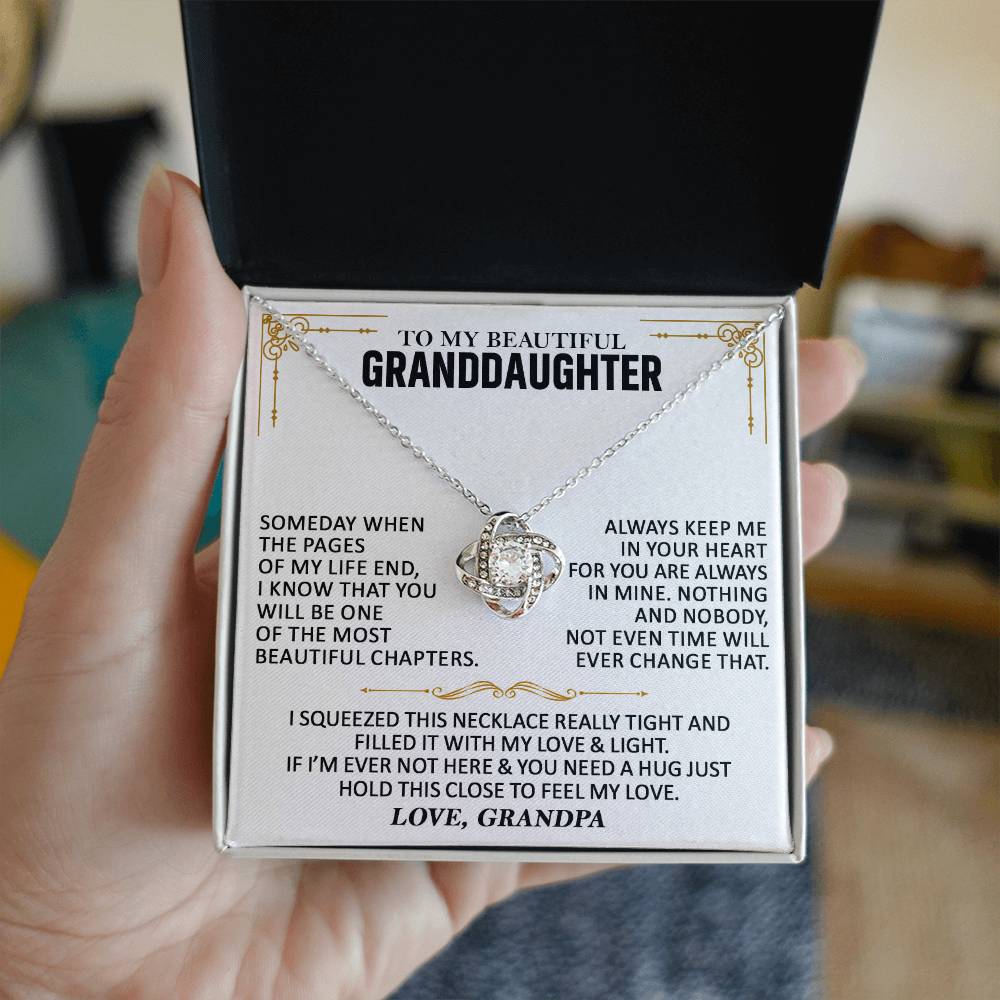 TO MY BEAUTIFUL
GRANDDAUGHTER
SOMEDAY WHEN
THE PAGES
OF MY LIFE END,
I KNOW THAT YOU
WILL BE ONE
OF THE MOST
BEAUTIFUL CHAPTERS.
ALWAYS KEEP ME
IN YOUR HEART
FOR YOU ARE ALWAYS
IN MINE. NOTHING
AND NOBODY,
NOT EVEN TIME WILL
EVER CHANGE THAT.
I SQUEEZED THIS NECKLACE REALLY TIGHT AND
FILLED IT WITH MY LOVE & LIGHT.
IF I'M EVER NOT HERE & YOU NEED A HUG JUST
HOLD THIS CLOSE TO FEEL MY LOVE.
LOVE, GRANDPA